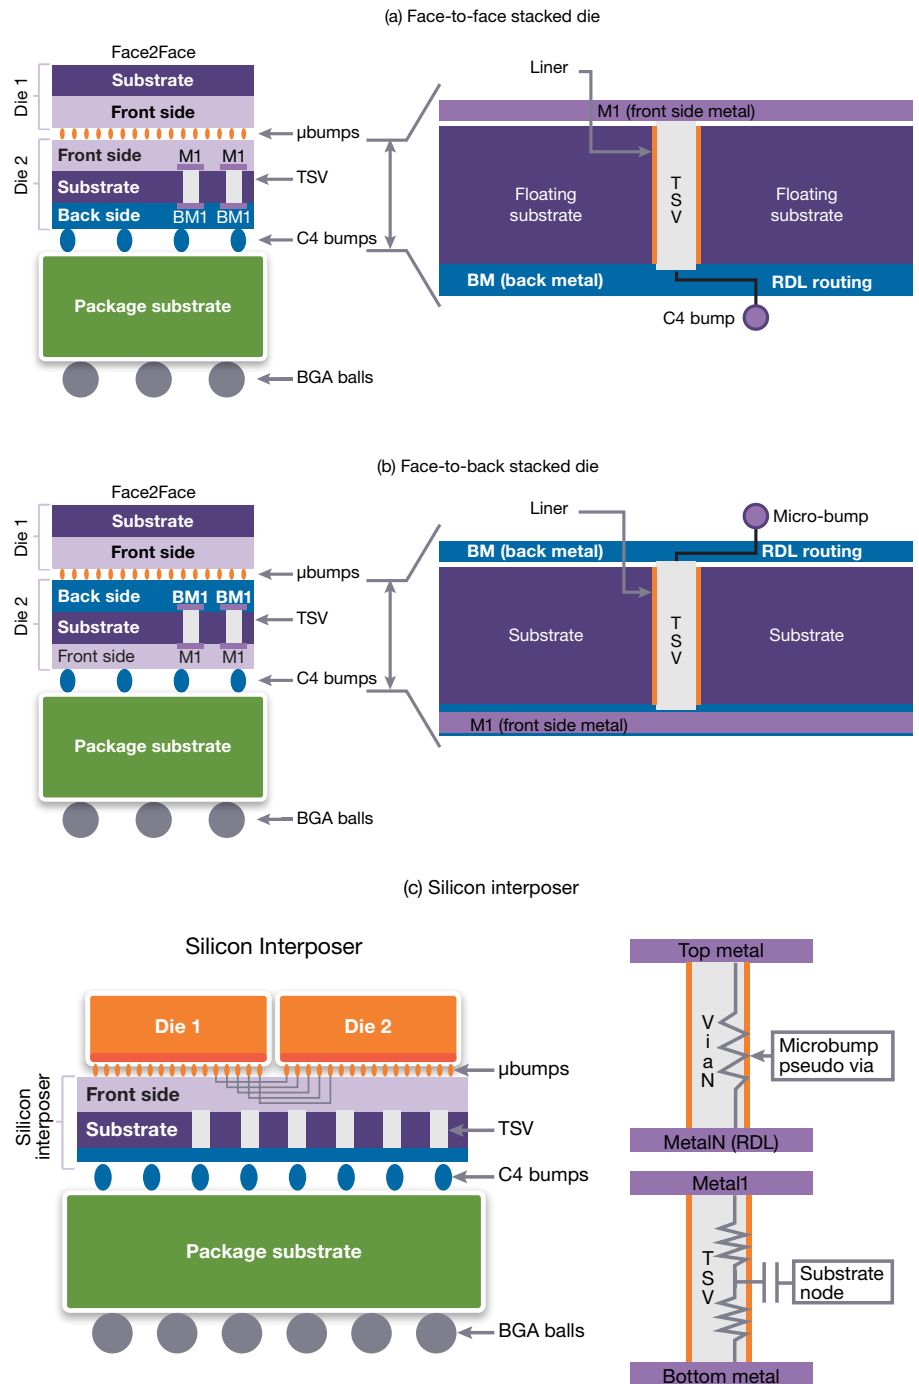 (a) Face-to-face stacked die
Face2Face
Die 1
Substrate
Front side
µbumps
Die 2
Front side
M1
M1
Substrate
TSV
Back side
BM1
BM1
C4 bumps
Package substrate
BGA balls
Liner
M1 (front side metal)
Floating
substrate
T
S
V
Floating
substrate
BM (back metal)
RDL routing
C4 bump
(b) Face-to-back stacked die
Face2Face
Die 1
Substrate
Front side
µbumps
Die 2
Back side
BM1
BM1
Substrate
TSV
Front side
M1
M1
C4 bumps
Package substrate
BGA balls
Liner
Micro-bump
BM (back metal)
RDL routing
Substrate
T
S
V
Substrate
M1 (front side metal)
(c) Silicon interposer
Silicon Interposer
Die 1
Die 2
µbumps
Silicon
interposer
Front side
Substrate
TSV
C4 bumps
Package substrate
BGA balls
Top metal
V
i
a
N
Microbump
pseudo via
MetalN (RDL)
Metal1
T
S
V
Substrate
node
Bottom metal